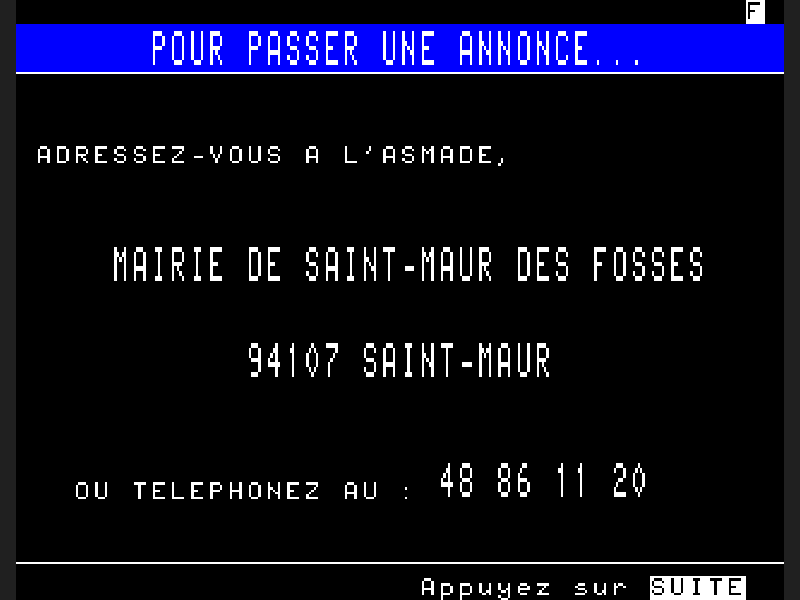 F
POUR PASSER UNE ANNONCE...
ADRESSEZ-VOUS A L'ASMADE,
MAIRIE DE SAINT-MAUR DES FOSSES
94107 SAINT-MAUR
OU TELEPHONEZ AU : 48 86 11 20
Appuyez sur SUITE